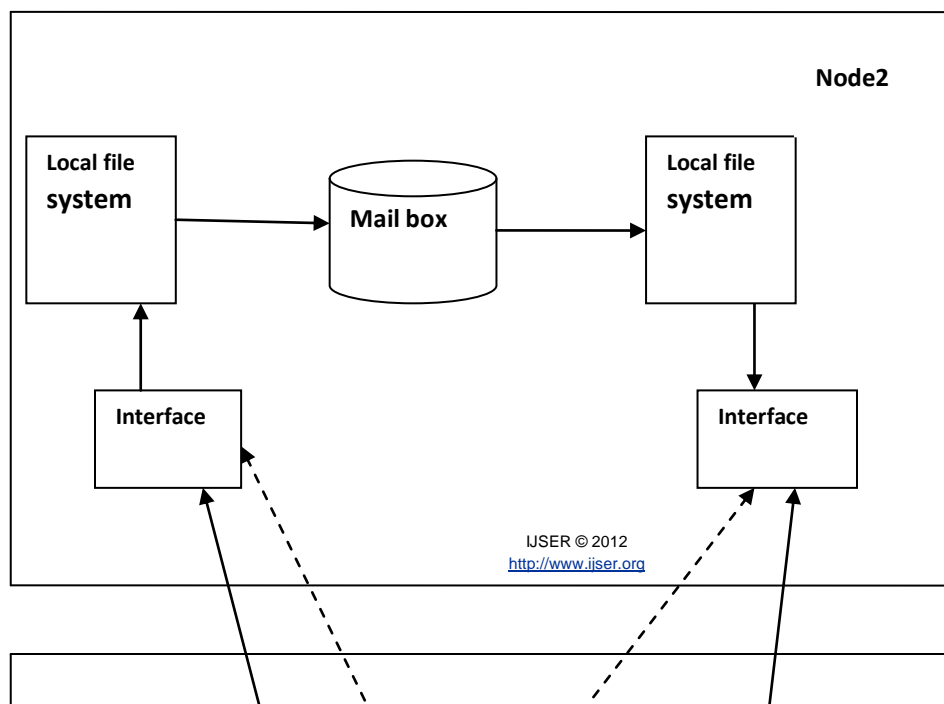 Node2
Local file
system
Mail box
Local file
system
Interface
Interface
IJSER © 2012
http://www.ijser.org